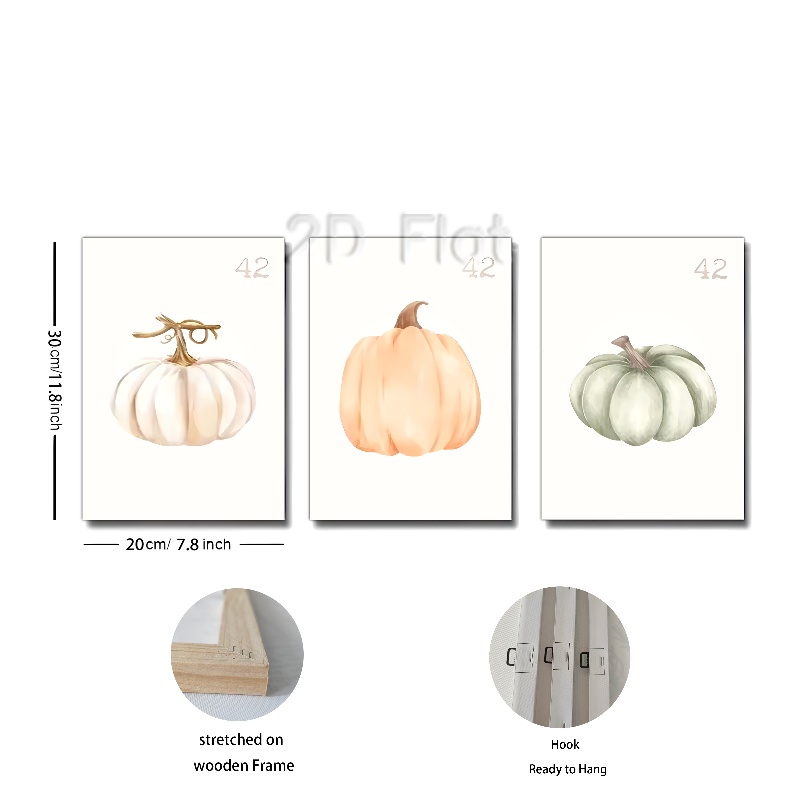 2D Flat
42
42
42
30cm/11.8inch
20cm/ 7.8 inch
stretched on
wooden Frame
Hook
Ready to Hang